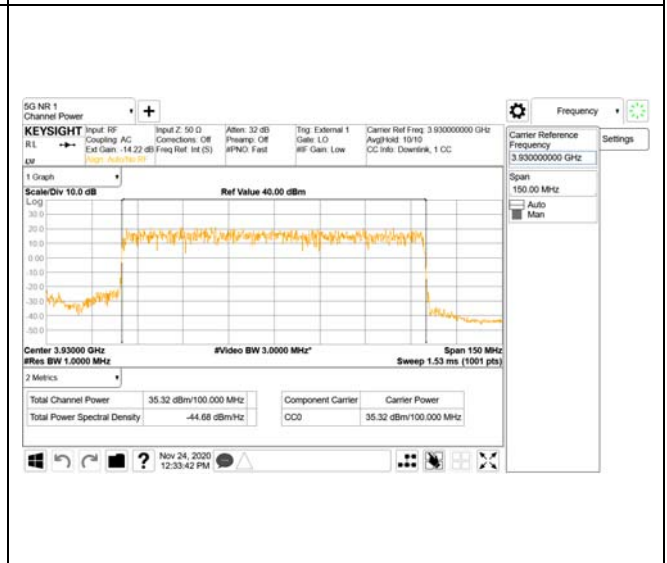 5G NR 1
Channel Power
+
Frequency
KEYSIGHT Input: RF Input Z: 50 Ω Atten: 32 dB Trig: External 1 Carrier Ref Freq: 3.930000000 GHz
RL Coupling: AC Corrections: Off Preamp: Off Gate: LO Avg|Hold: 10/10
Ext Gain: -14.22 dB Freq Ref: Int (S) #PNO: Fast #IF Gain: Low CC Info: Downlink, 1 CC
Align: Auto/No RF
Carrier Reference
Frequency
3.930000000 GHz
Settings
Span
150.00 MHz
Auto
Man
1 Graph
Scale/Div 10.0 dB Ref Value 40.00 dBm
Log
30.0
20.0
10.0
0.00
-10.0
-20.0
-30.0
-40.0
-50.0
Center 3.93000 GHz #Video BW 3.0000 MHz* Span 150 MHz
#Res BW 1.0000 MHz Sweep 1.53 ms (1001 pts)
2 Metrics
Total Channel Power 35.32 dBm/100.000 MHz Component Carrier Carrier Power
Total Power Spectral Density -44.68 dBm/Hz CC0 35.32 dBm/100.000 MHz
?
Nov 24, 2020
12:33:42 PM